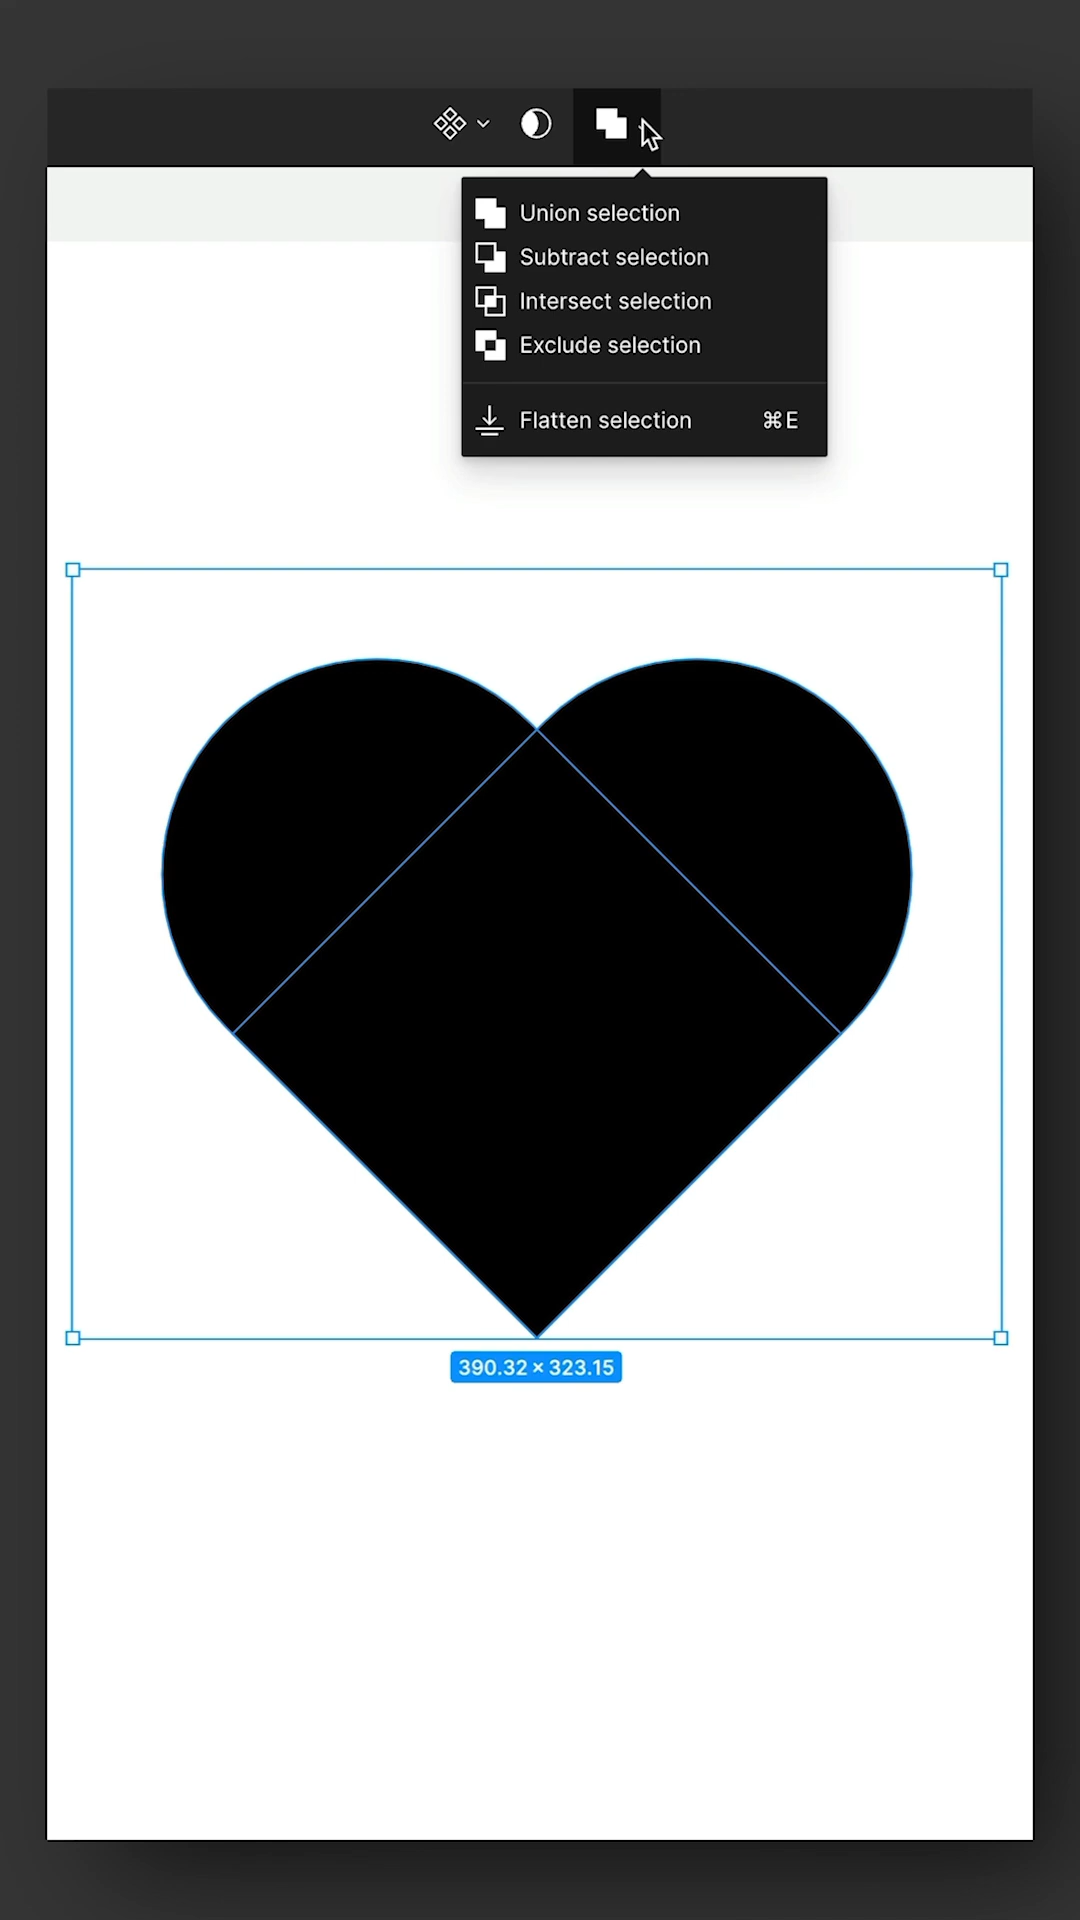 Union selection
Subtract selection
Intersect selection
Exclude selection
Flatten selection ⌘E
390.32 × 323.15